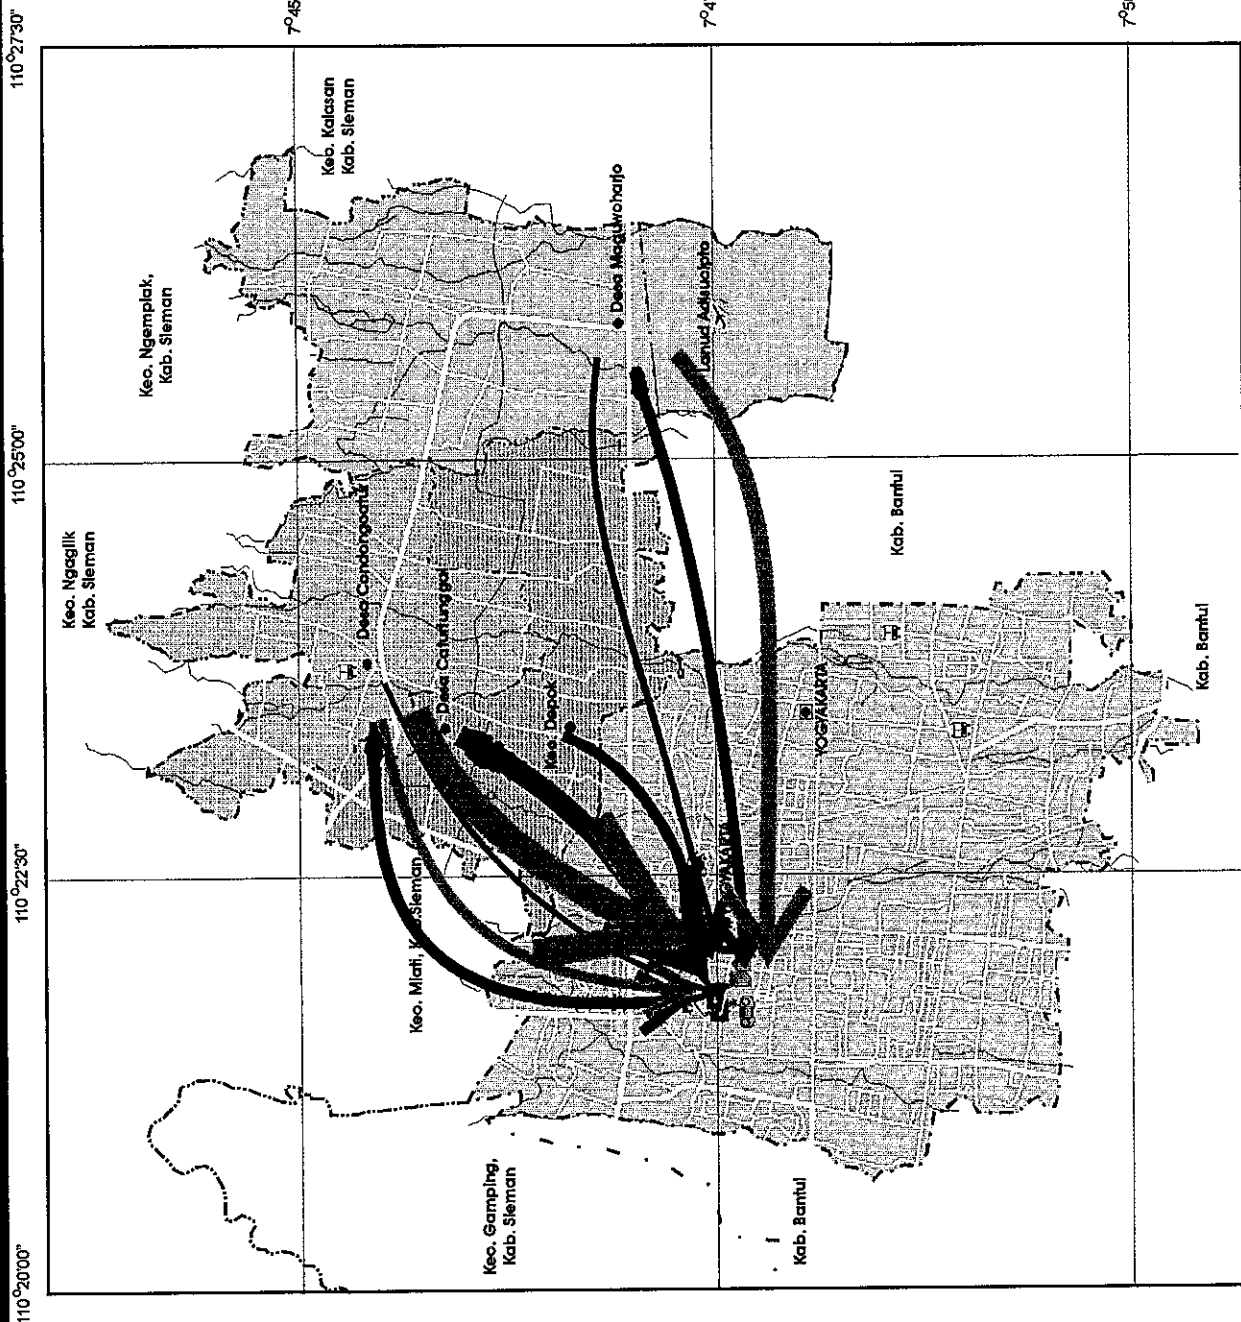 110°27'30"
110°25'00"
110°22'30"
110°20'00"
7°45
7°4
7°5
Kec. Kalasan
Kab. Sleman
Kec. Ngemplak,
Kab. Sleman
Kec. Ngaglik
Kab. Sleman
Desa Maguwoharjo
Lanud Adisucipto
Desa Condongcatur
Desa Caturtunggal
Kec. Depok
Kab. Bantul
Kab. Bantul
YOGYAKARTA
Kec. Mlati, Kab.Sleman
Kec. Gamping,
Kab. Sleman
Kab. Bantul